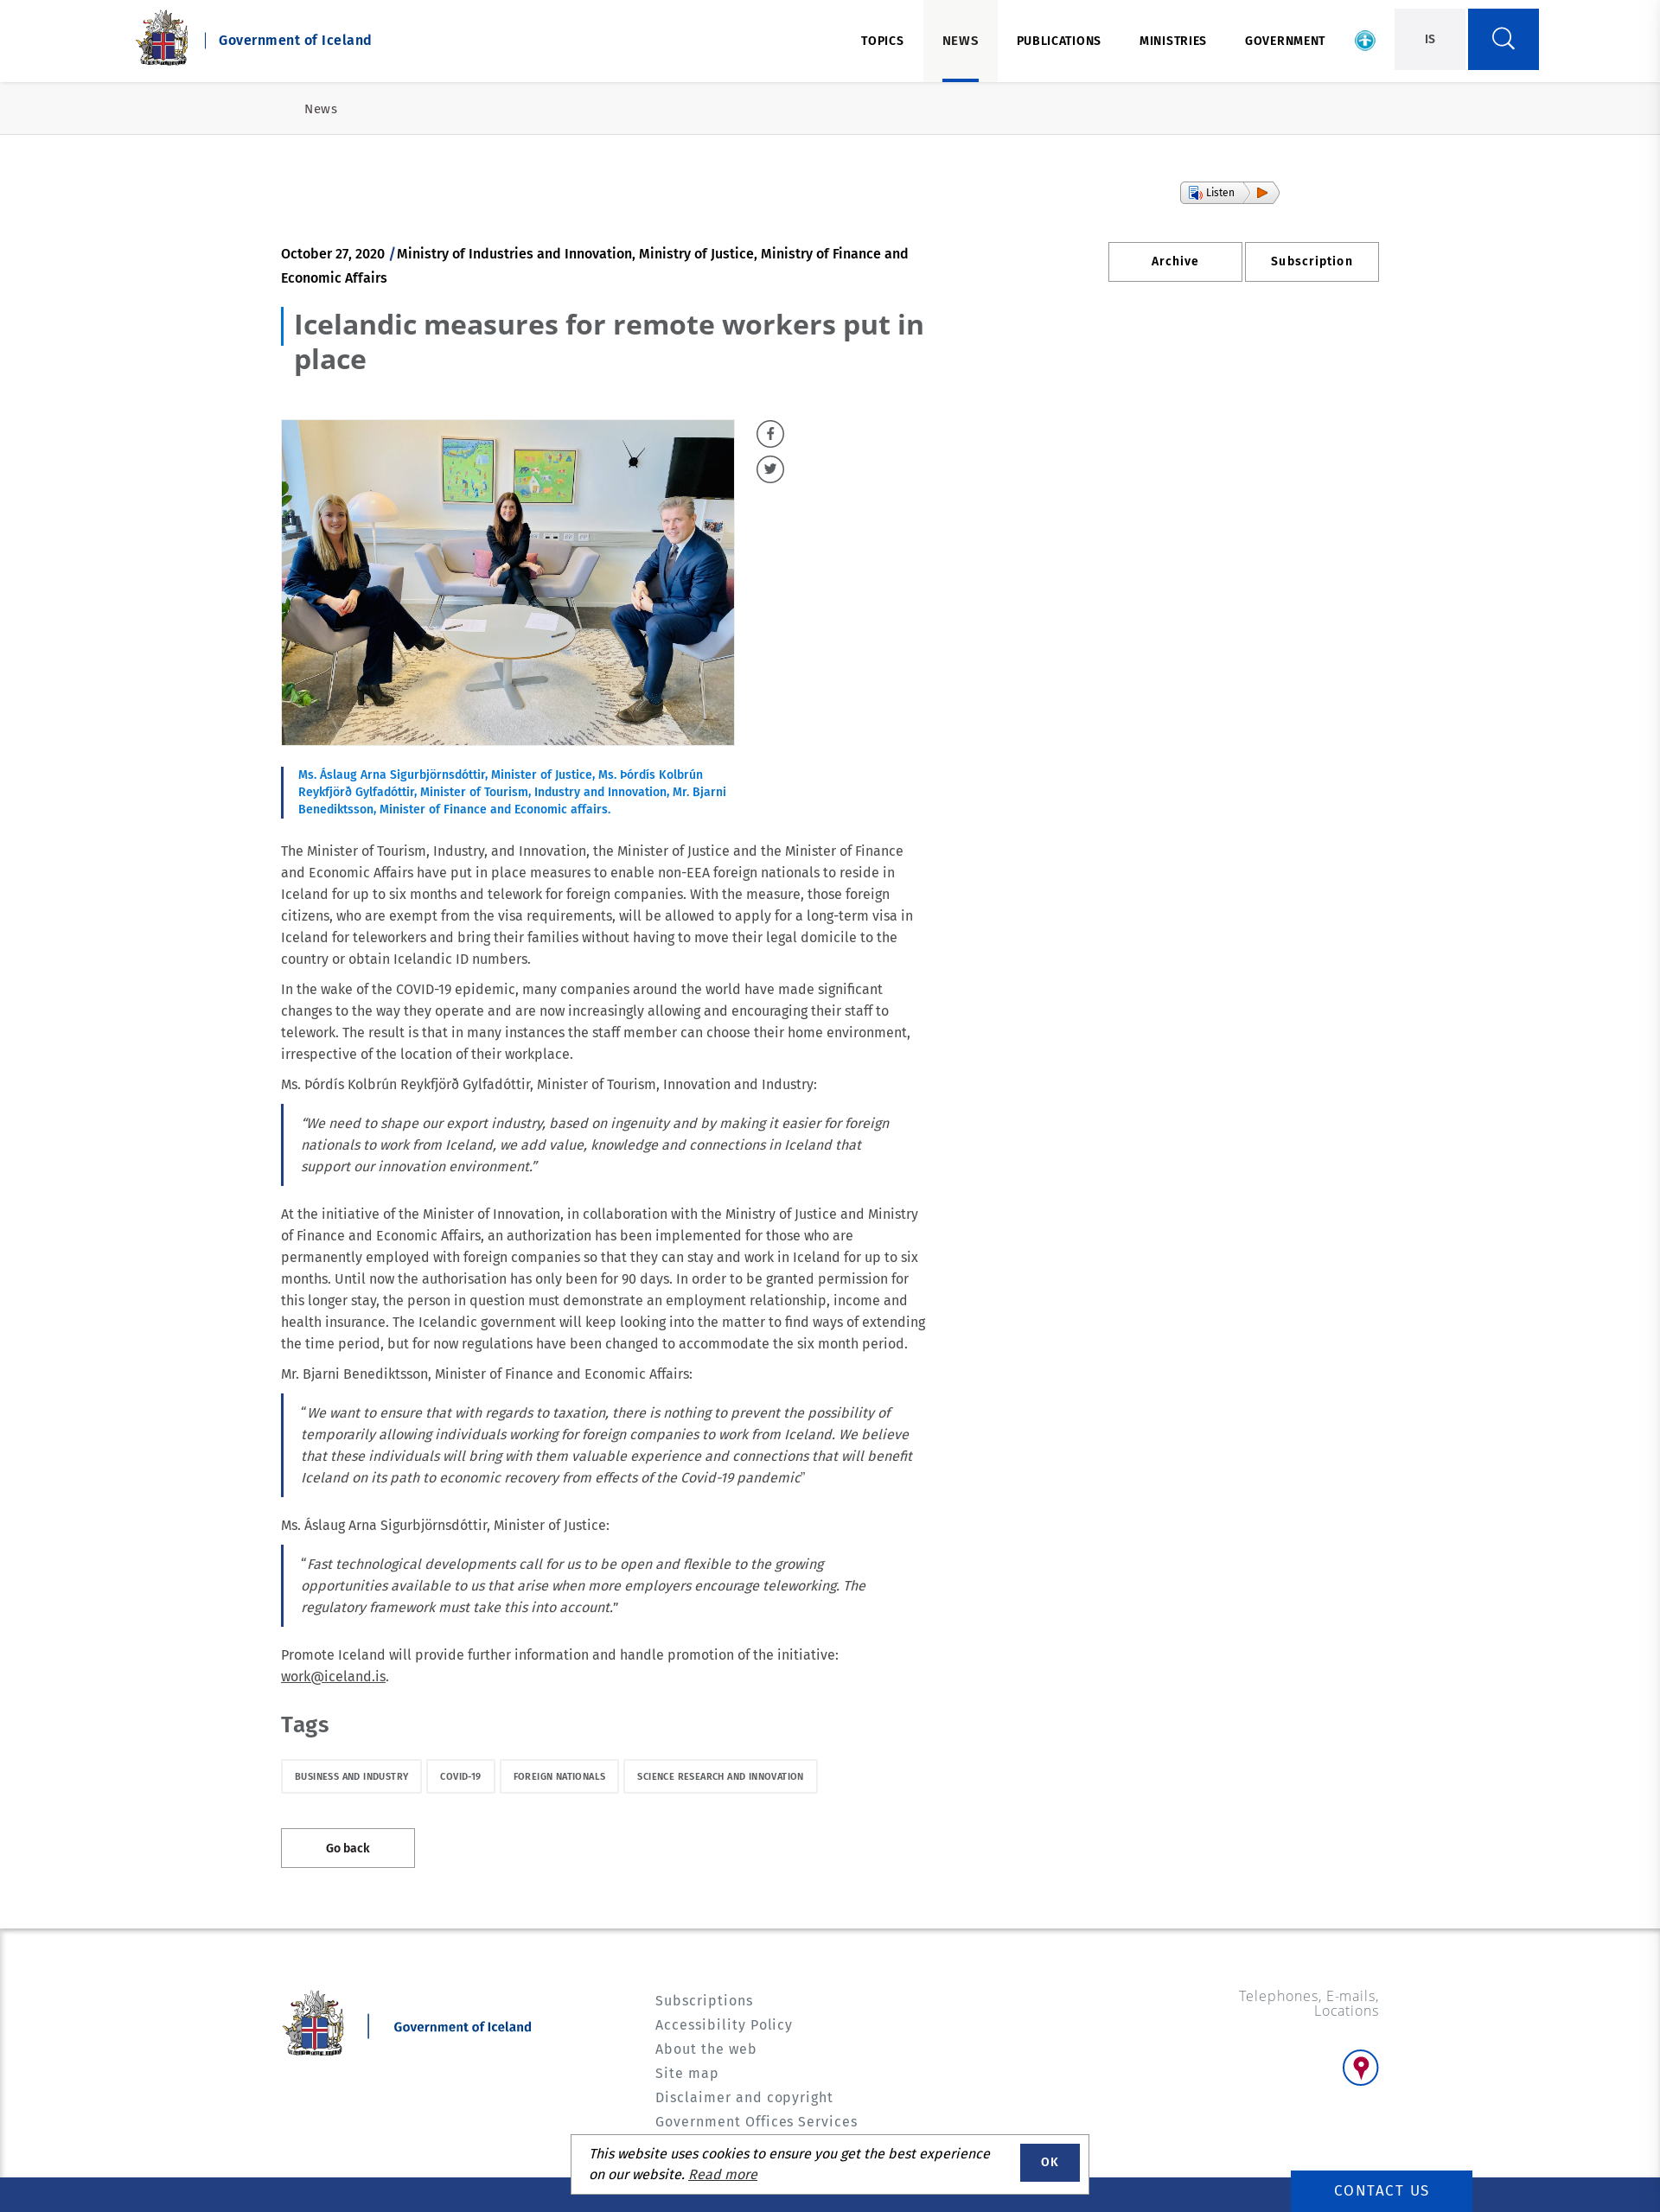 Government of Iceland
TOPICS
NEWS
PUBLICATIONS
MINISTRIES
GOVERNMENT
IS
News
Listen
October 27, 2020 /Ministry of Industries and Innovation, Ministry of Justice, Ministry of Finance and
Economic Affairs
Archive
Subscription
Icelandic measures for remote workers put in
place
Ms. Áslaug Arna Sigurbjörnsdóttir, Minister of Justice, Ms. Þórdís Kolbrún
Reykfjörð Gylfadóttir, Minister of Tourism, Industry and Innovation, Mr. Bjarni
Benediktsson, Minister of Finance and Economic affairs.
The Minister of Tourism, Industry, and Innovation, the Minister of Justice and the Minister of Finance
and Economic Affairs have put in place measures to enable non-EEA foreign nationals to reside in
Iceland for up to six months and telework for foreign companies. With the measure, those foreign
citizens, who are exempt from the visa requirements, will be allowed to apply for a long-term visa in
Iceland for teleworkers and bring their families without having to move their legal domicile to the
country or obtain Icelandic ID numbers.
In the wake of the COVID-19 epidemic, many companies around the world have made significant
changes to the way they operate and are now increasingly allowing and encouraging their staff to
telework. The result is that in many instances the staff member can choose their home environment,
irrespective of the location of their workplace.
Ms. Þórdís Kolbrún Reykfjörð Gylfadóttir, Minister of Tourism, Innovation and Industry:
“We need to shape our export industry, based on ingenuity and by making it easier for foreign
nationals to work from Iceland, we add value, knowledge and connections in Iceland that
support our innovation environment.”
At the initiative of the Minister of Innovation, in collaboration with the Ministry of Justice and Ministry
of Finance and Economic Affairs, an authorization has been implemented for those who are
permanently employed with foreign companies so that they can stay and work in Iceland for up to six
months. Until now the authorisation has only been for 90 days. In order to be granted permission for
this longer stay, the person in question must demonstrate an employment relationship, income and
health insurance. The Icelandic government will keep looking into the matter to find ways of extending
the time period, but for now regulations have been changed to accommodate the six month period.
Mr. Bjarni Benediktsson, Minister of Finance and Economic Affairs:
“We want to ensure that with regards to taxation, there is nothing to prevent the possibility of
temporarily allowing individuals working for foreign companies to work from Iceland. We believe
that these individuals will bring with them valuable experience and connections that will benefit
Iceland on its path to economic recovery from effects of the Covid-19 pandemic”
Ms. Áslaug Arna Sigurbjörnsdóttir, Minister of Justice:
“Fast technological developments call for us to be open and flexible to the growing
opportunities available to us that arise when more employers encourage teleworking. The
regulatory framework must take this into account."
Promote Iceland will provide further information and handle promotion of the initiative:
work@iceland.is.
Tags
BUSINESS AND INDUSTRY
COVID-19
FOREIGN NATIONALS
SCIENCE RESEARCH AND INNOVATION
Go back
Government of Iceland
Subscriptions
Accessibility Policy
About the web
Site map
Disclaimer and copyright
Government Offices Services
Telephones, E-mails,
Locations
This website uses cookies to ensure you get the best experience
on our website. Read more
OK
CONTACT US